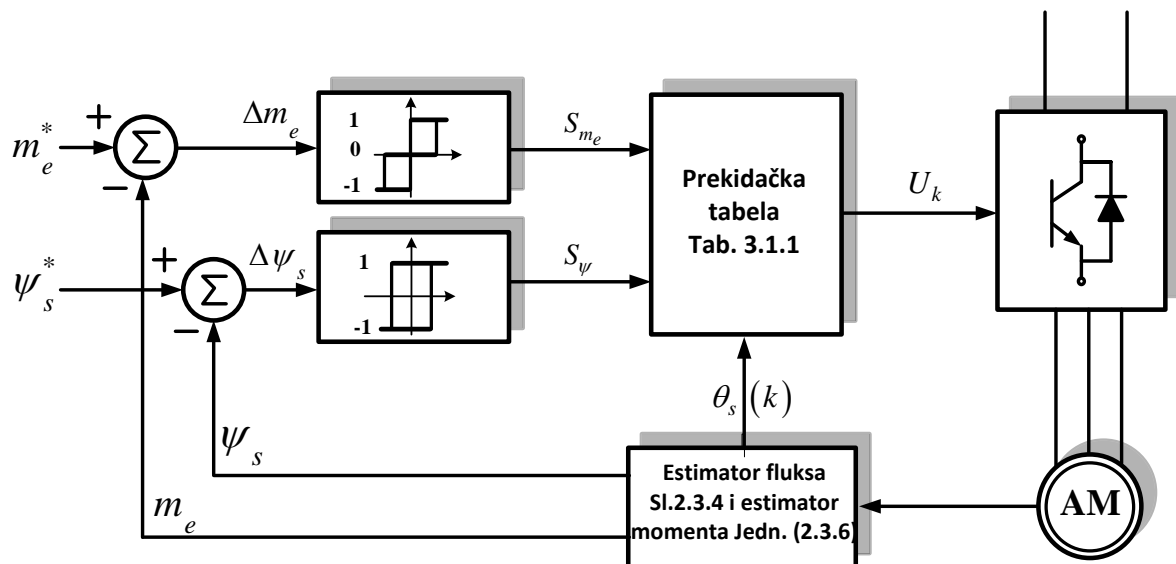 m_e^*
+
Σ
−
Δm_e
1
0
-1
S_{m_e}
Prekidačka
tabela
Tab. 3.1.1
U_k
ψ_s^*
+
Σ
−
Δψ_s
1
-1
S_ψ
θ_s(k)
ψ_s
m_e
Estimator fluksa
Sl.2.3.4 i estimator
momenta Jedn. (2.3.6)
AM